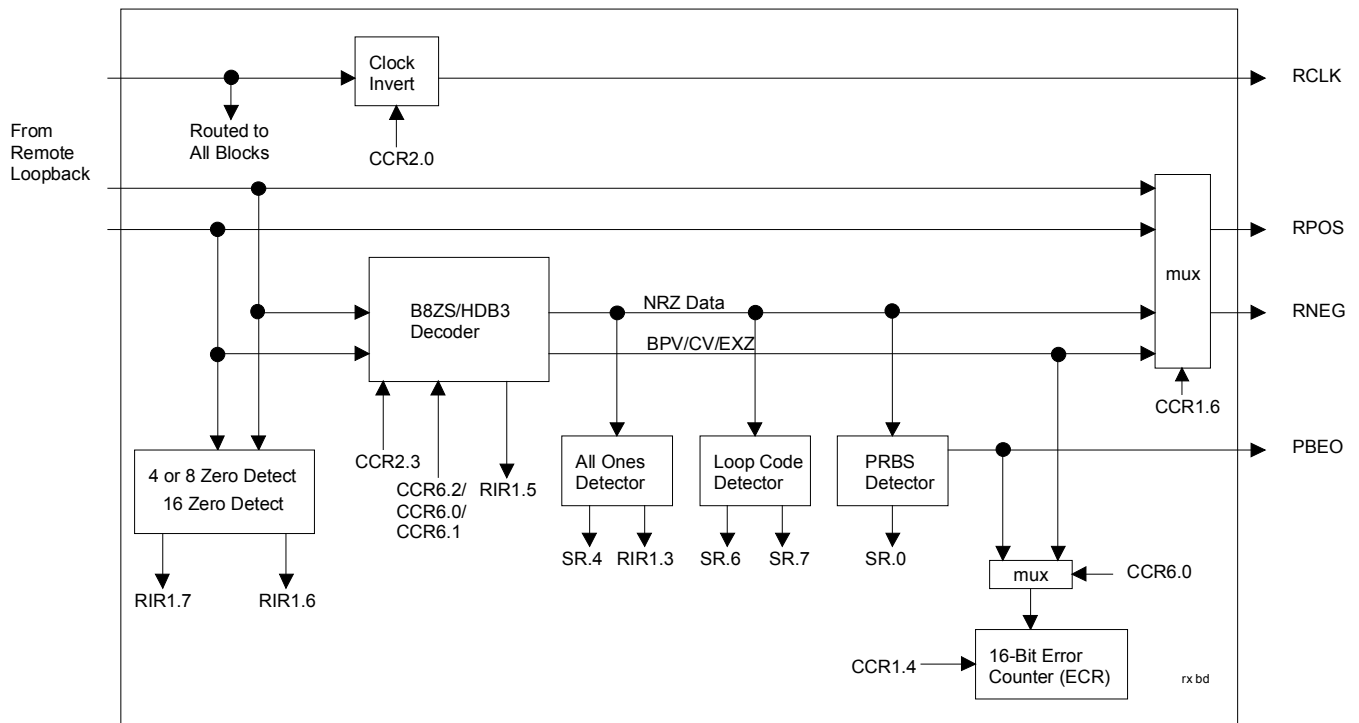 Clock
Invert
RCLK
From
Remote
Loopback
Routed to
All Blocks
CCR2.0
RPOS
mux
B8ZS/HDB3
Decoder
NRZ Data
RNEG
BPV/CV/EXZ
CCR1.6
4 or 8 Zero Detect
16 Zero Detect
CCR2.3
CCR6.2/
CCR6.0/
CCR6.1
RIR1.5
All Ones
Detector
Loop Code
Detector
PRBS
Detector
PBEO
SR.4
RIR1.3
SR.6
SR.7
SR.0
RIR1.7
RIR1.6
mux
CCR6.0
CCR1.4
16-Bit Error
Counter (ECR)
rx bd